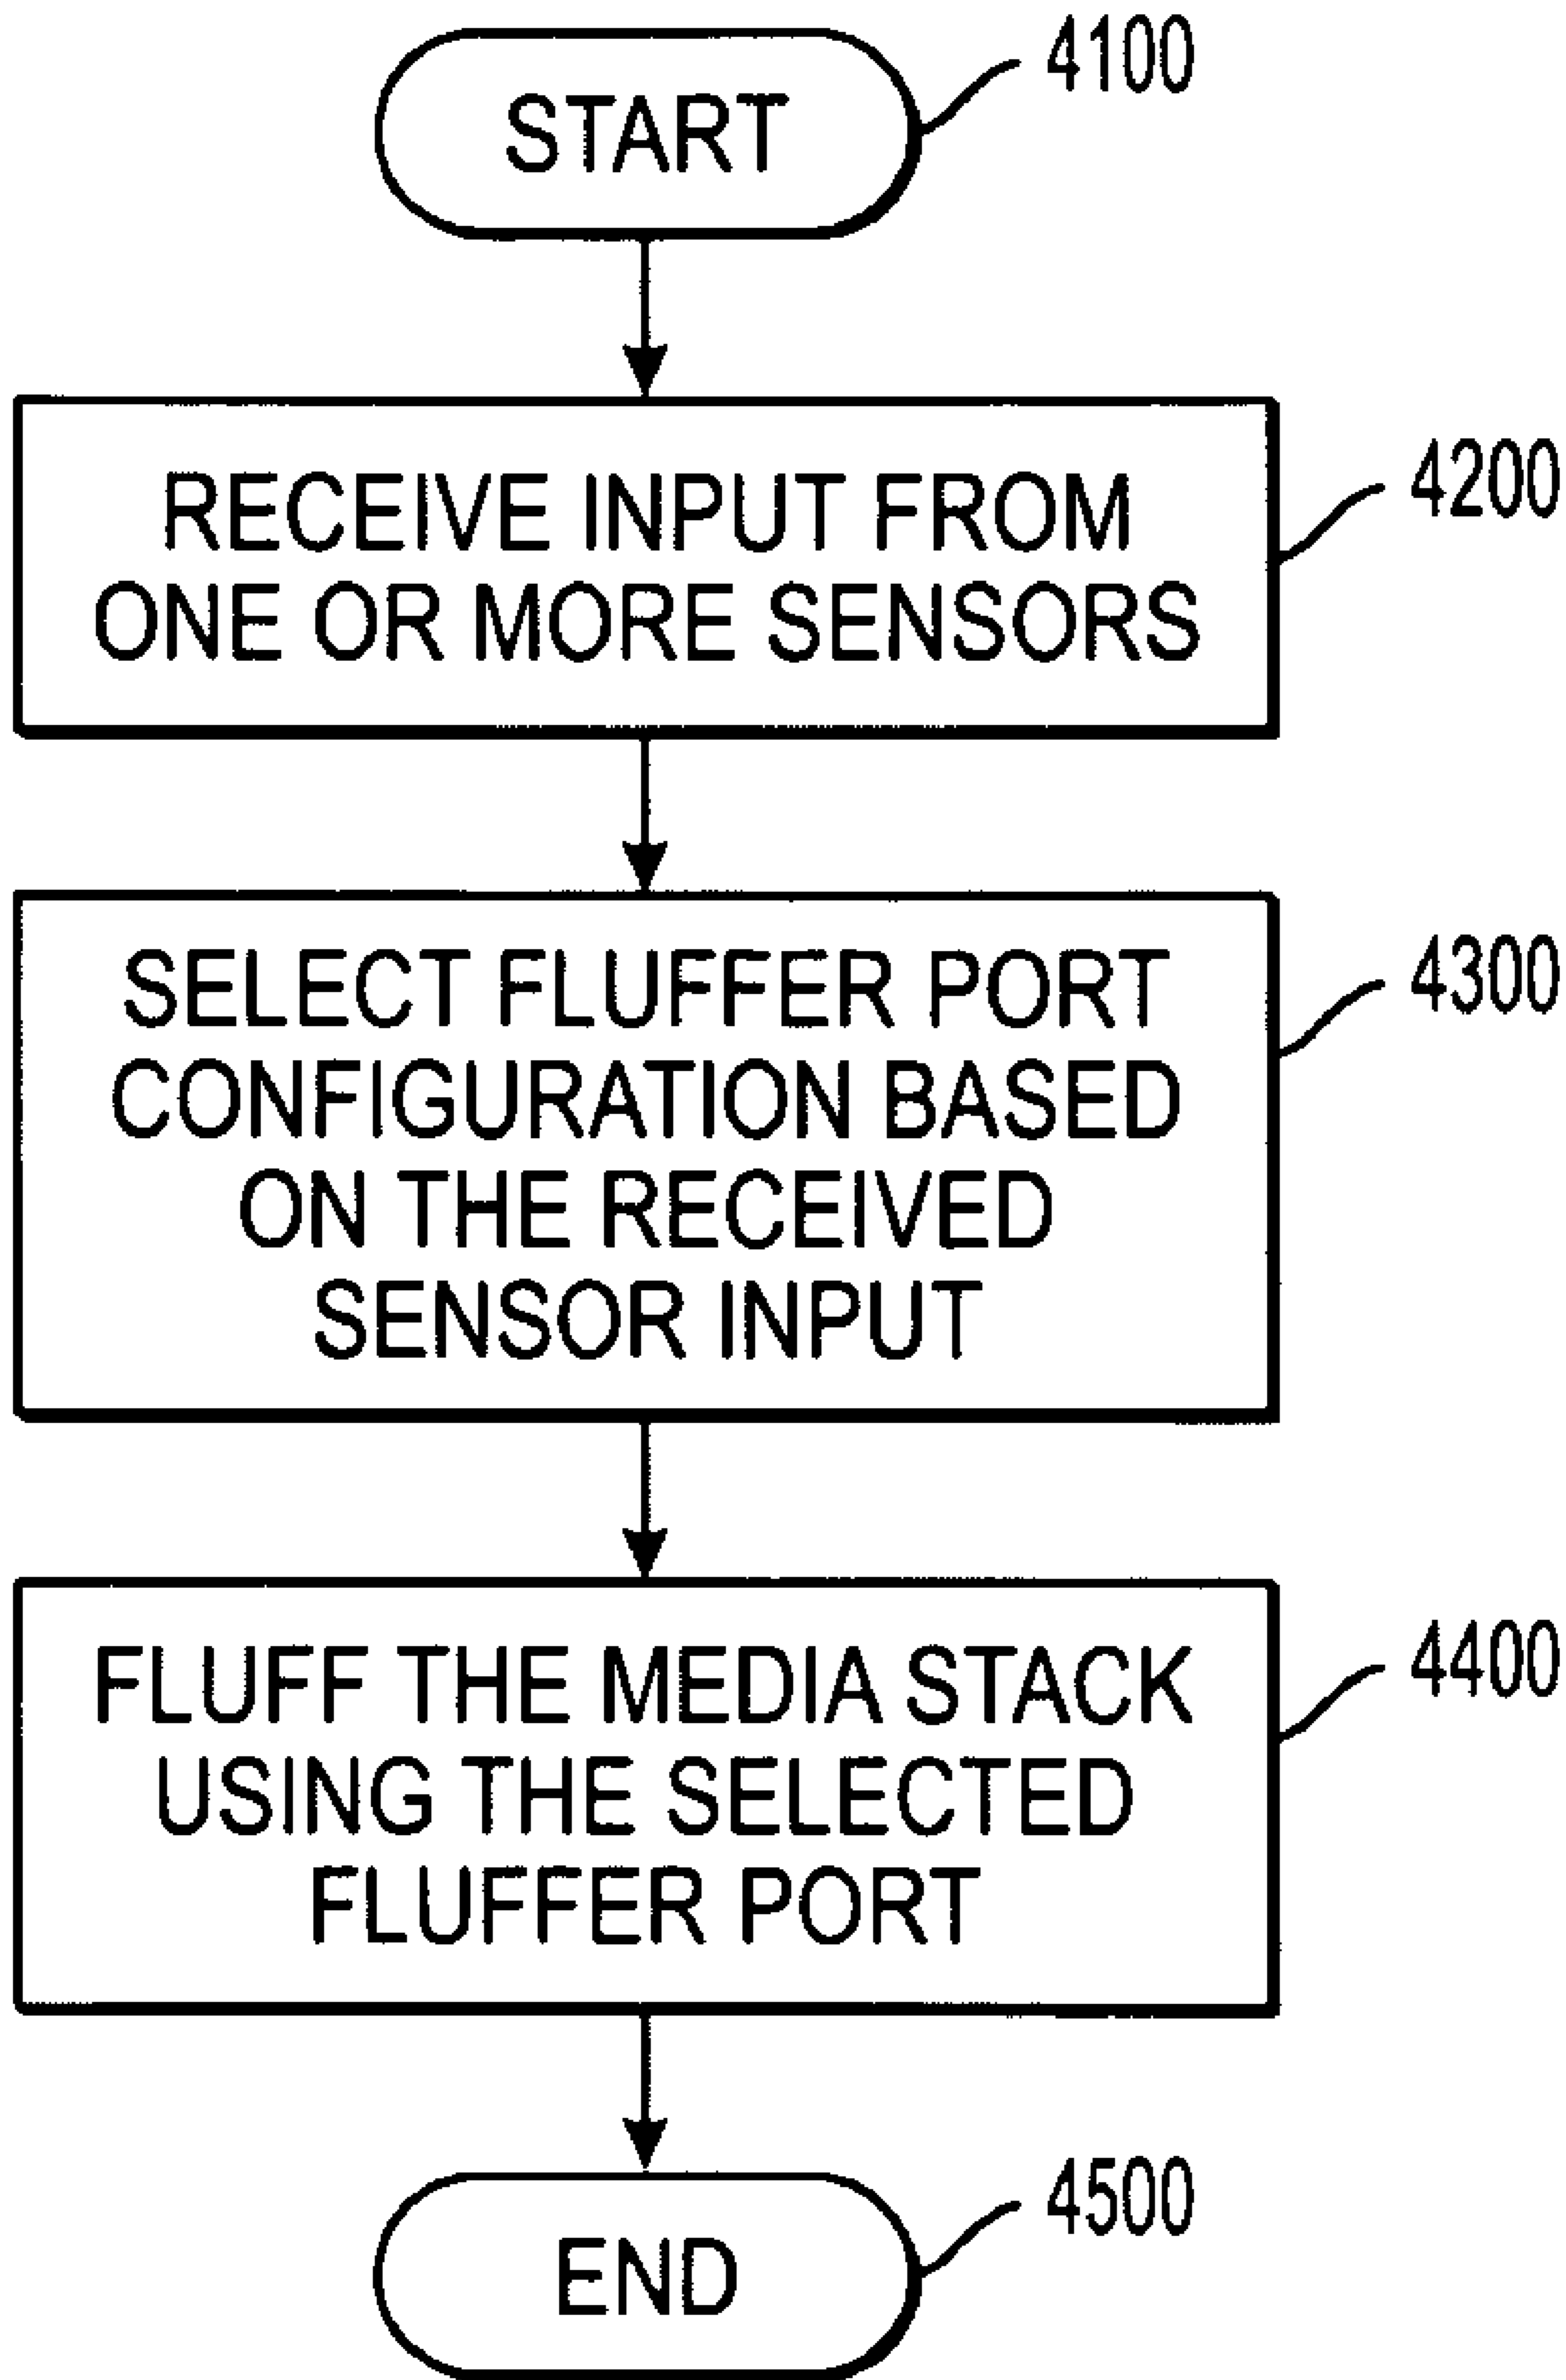 START
4100
RECEIVE INPUT FROM
ONE OR MORE SENSORS
4200
SELECT FLUFFER PORT
CONFIGURATION BASED
ON THE RECEIVED
SENSOR INPUT
4300
FLUFF THE MEDIA STACK
USING THE SELECTED
FLUFFER PORT
4400
END
4500